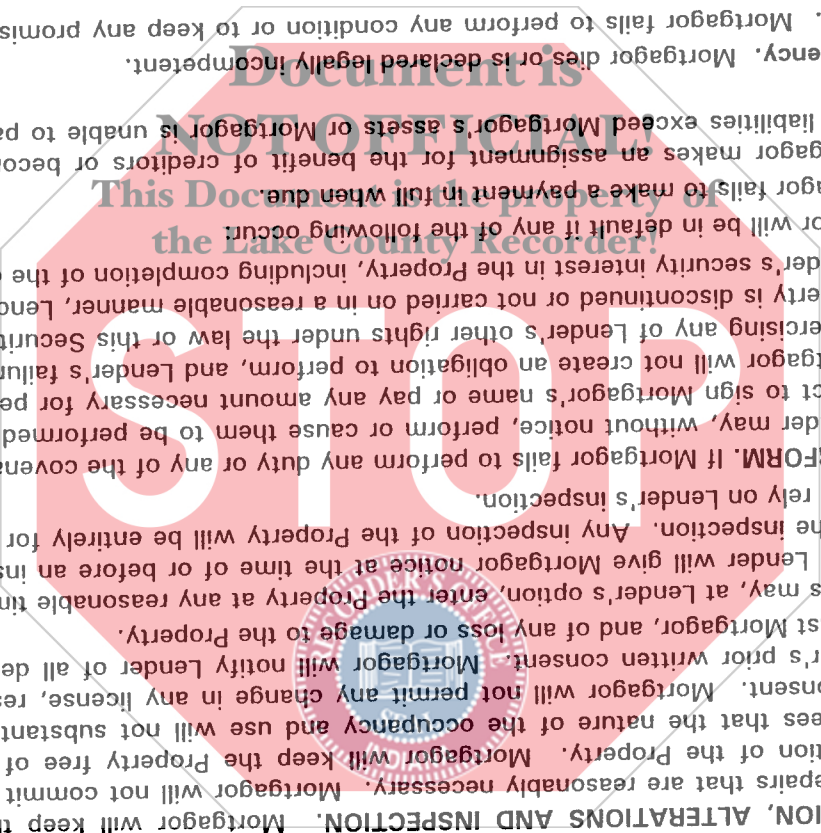 ION, ALTERATIONS AND INSPECTION. Mortgagor will keep th
epairs that are reasonably necessary. Mortgagor will not commit
tion of the Property. Mortgagor will keep the Property free of
ees that the nature of the occupancy and use will not substant
onsent. Mortgagor will not permit any change in any license, res
r's prior written consent. Mortgagor will notify Lender of all de
st Mortgagor, and of any loss or damage to the Property.
s may, at Lender's option, enter the Property at any reasonable tim
Lender will give Mortgagor notice at the time of or before an ins
he inspection. Any inspection of the Property will be entirely for
rely on Lender's inspection.
RFORM. If Mortgagor fails to perform any duty or any of the covena
der may, without notice, perform or cause them to be performed
ct to sign Mortgagor's name or pay any amount necessary for pe
tgagor will not create an obligation to perform, and Lender's failur
ercising any of Lender's other rights under the law or this Securit
erty is discontinued or not carried on in a reasonable manner, Lend
der's security interest in the Property, including completion of the
or will be in default if any of the following occur:
agor fails to make a payment in full when due.
gagor makes an assignment for the benefit of creditors or becom
liabilities exceed Mortgagor's assets or Mortgagor is unable to pa
ency. Mortgagor dies or is declared legally incompetent.
. Mortgagor fails to perform any condition or to keep any promis
Document is
NOT OFFICIAL!
This Document is the property of
the Lake County Recorder!
STOP
RECORDER'S OFFICE
INDIANA